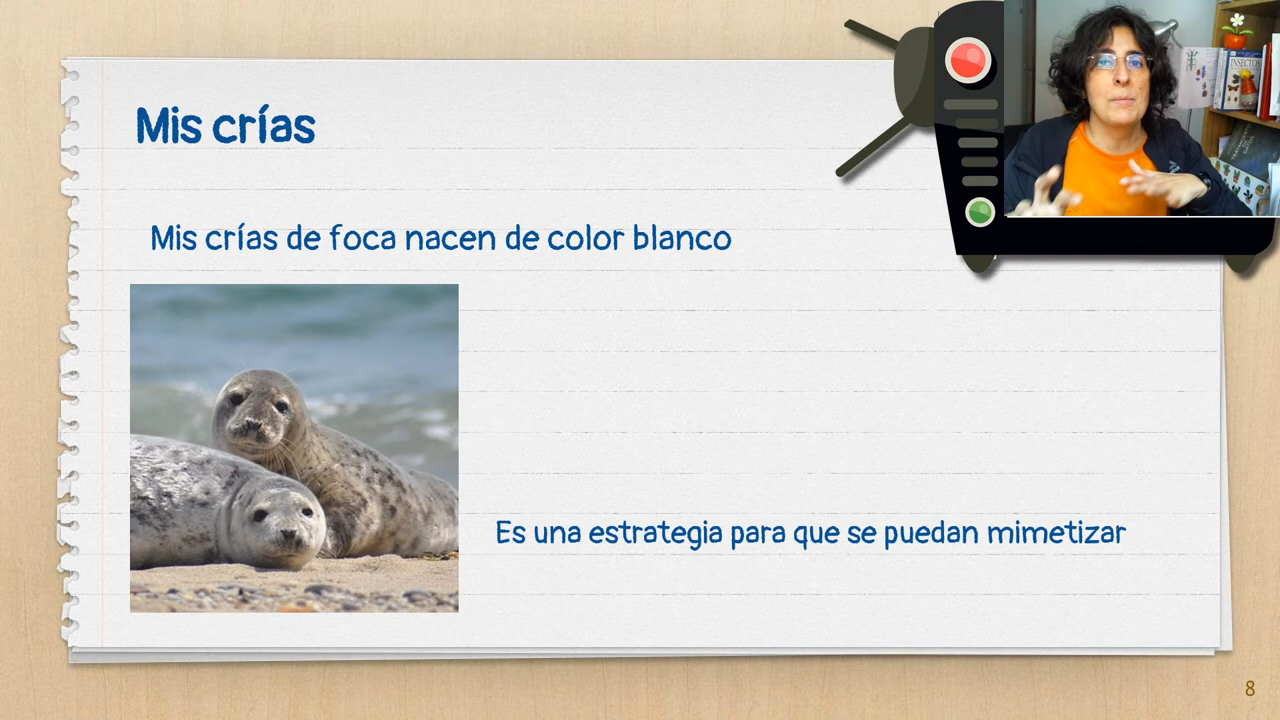 Mis crías
Mis crías de foca nacen de color blanco
Es una estrategia para que se puedan mimetizar
INSECTOS
8